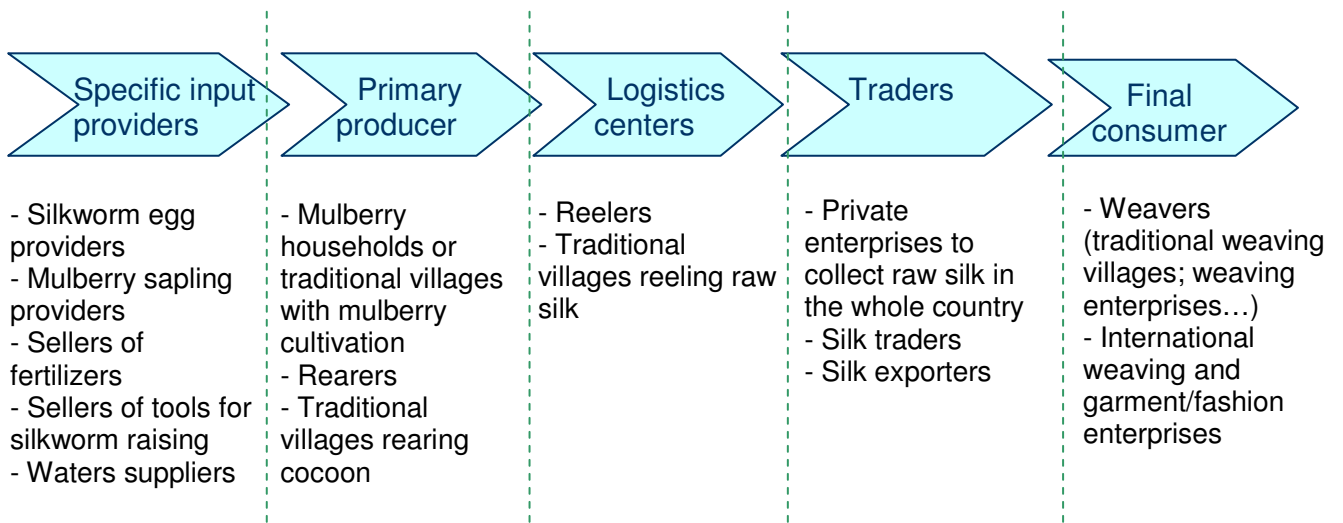 Specific input
providers
Primary
producer
Logistics
centers
Traders
Final
consumer
- Silkworm egg
providers
- Mulberry sapling
providers
- Sellers of
fertilizers
- Sellers of tools for
silkworm raising
- Waters suppliers
- Mulberry
households or
traditional villages
with mulberry
cultivation
- Rearers
- Traditional
villages rearing
cocoon
- Reelers
- Traditional
villages reeling raw
silk
- Private
enterprises to
collect raw silk in
the whole country
- Silk traders
- Silk exporters
- Weavers
(traditional weaving
villages; weaving
enterprises…)
- International
weaving and
garment/fashion
enterprises